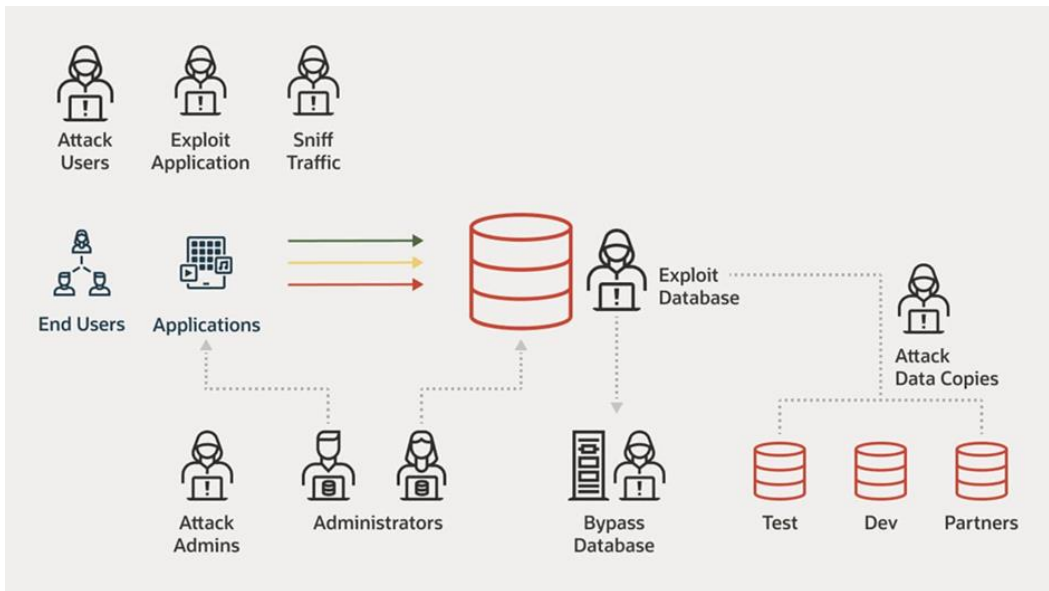 Attack
Users
Exploit
Application
Sniff
Traffic
End Users
Applications
Exploit
Database
Attack
Data Copies
Attack
Admins
Administrators
Bypass
Database
Test
Dev
Partners